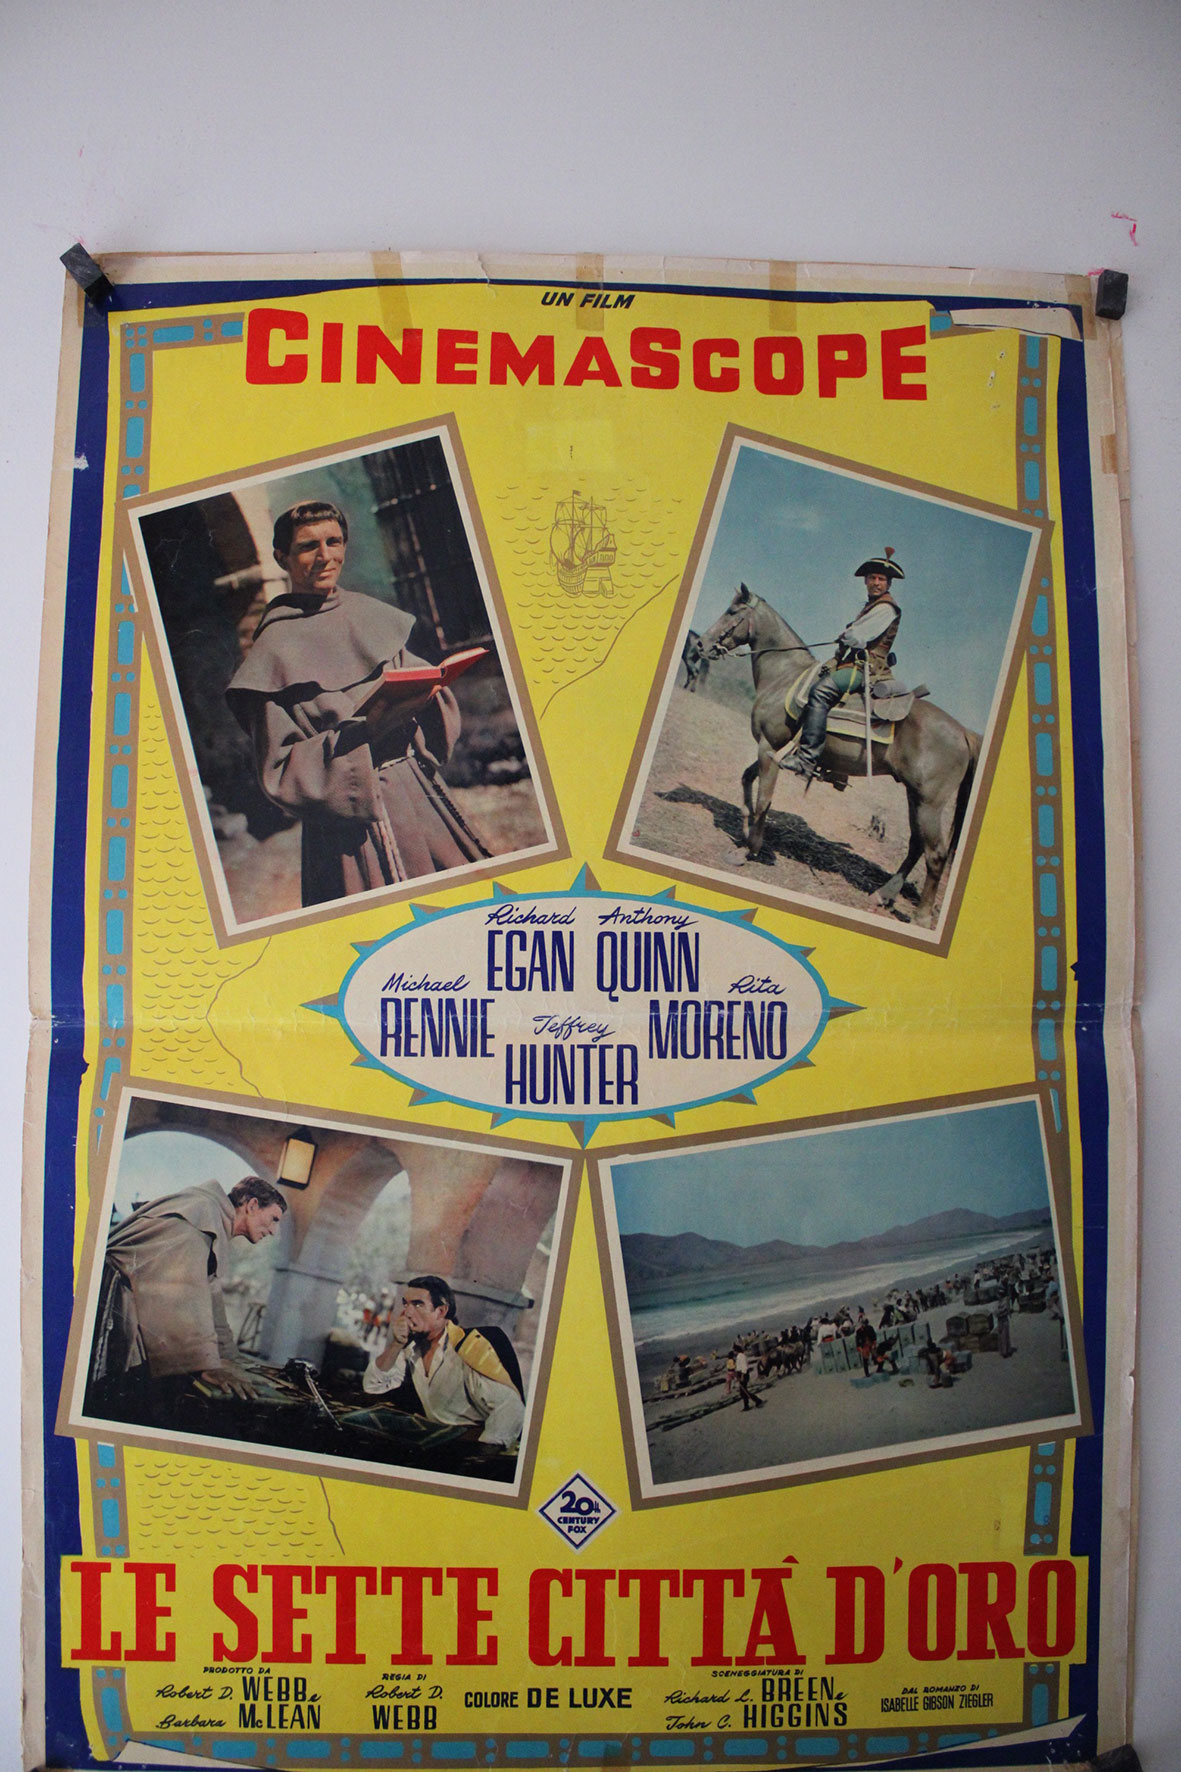 UN FILM
CINEMASCOPE
Richard Anthony
EGAN QUINN
Michael Rita
RENNIE MORENO
Jeffrey
HUNTER
20th
CENTURY
FOX
LE SETTE CITTÂ D'ORO
PRODOTTO DA
Robert D. WEBB e
Barbara McLEAN
REGIA DI
Robert D.
WEBB
COLORE DE LUXE
SCENEGGIATURA DI
Richard L. BREEN e
John C. HIGGINS
DAL ROMANZO DI
ISABELLE GIBSON ZIEGLER